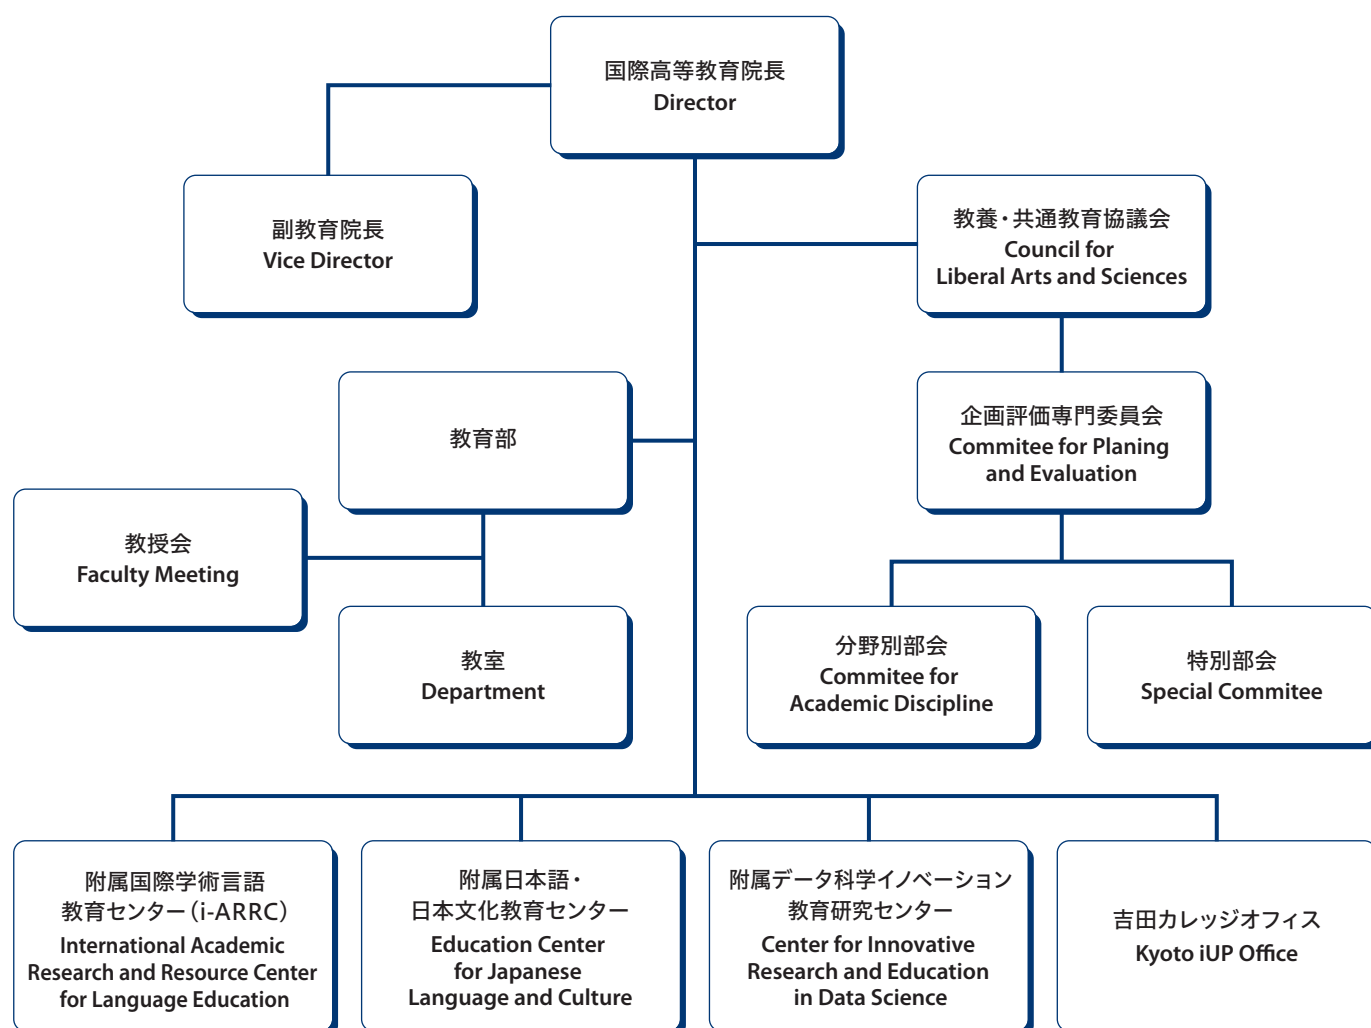 国際高等教育院長
Director
副教育院長
Vice Director
教養・共通教育協議会
Council for
Liberal Arts and Sciences
教育部
企画評価専門委員会
Commitee for Planing
and Evaluation
教授会
Faculty Meeting
教室
Department
分野別部会
Commitee for
Academic Discipline
特別部会
Special Commitee
附属国際学術言語
教育センター（i-ARRC）
International Academic
Research and Resource Center
for Language Education
附属日本語・
日本文化教育センター
Education Center
for Japanese
Language and Culture
附属データ科学イノベーション
教育研究センター
Center for Innovative
Research and Education
in Data Science
吉田カレッジオフィス
Kyoto iUP Office